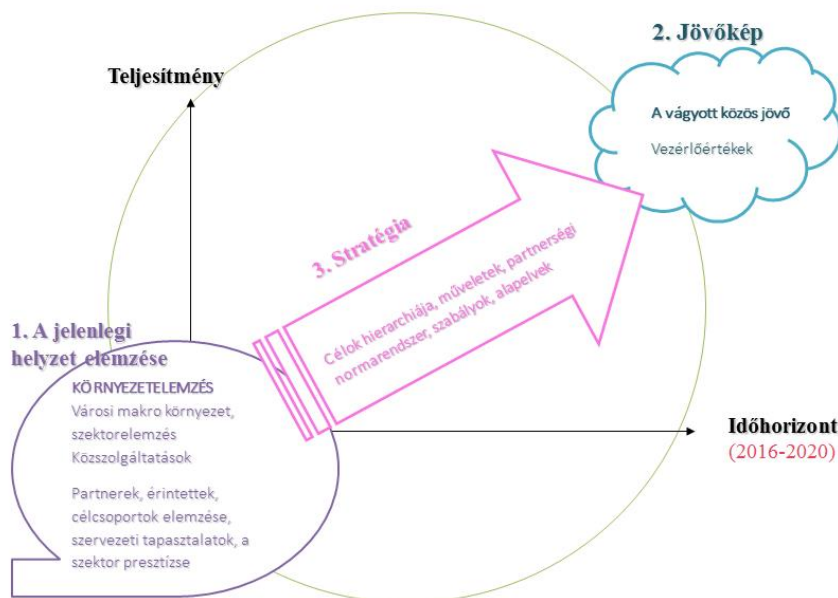 2. Jövőkép
Teljesítmény
A vágyott közös jövő
Vezérlőértékek
3. Stratégia
Célok hierarchiája, műveletek, partnerségi
normarendszer, szabályok, alapelvek
1. A jelenlegi
helyzet elemzése
KÖRNYEZETELEMZÉS
Városi makro környezet,
szektorelemzés
Közszolgáltatások
Partnerek, érintettek,
célcsoportok elemzése,
szervezeti tapasztalatok, a
szektor presztízse
Időhorizont
(2016-2020)